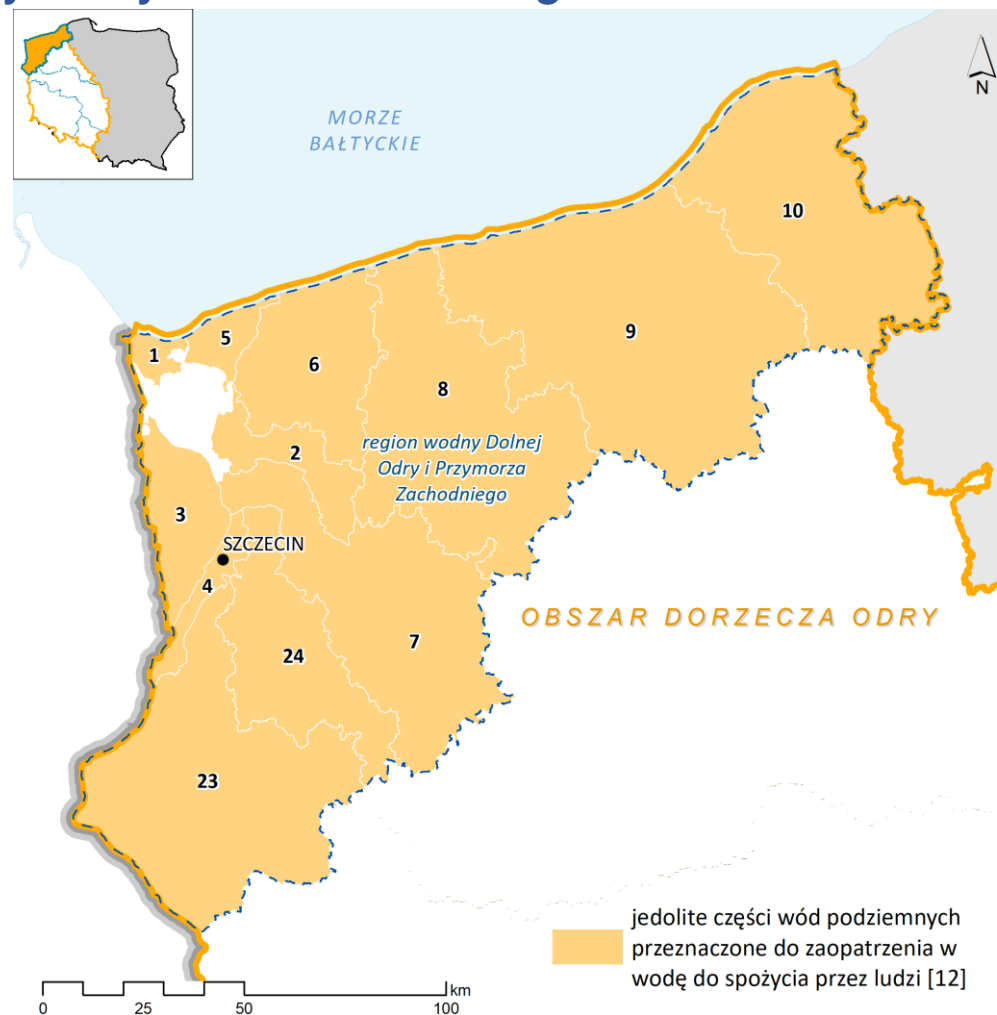 MORZE
BAŁTYCKIE
N
10
9
5
1
6
8
2
region wodny Dolnej
Odry i Przymorza
Zachodniego
3
SZCZECIN
4
OBSZAR DORZECZA ODRY
7
24
23
jedolite części wód podziemnych
przeznaczone do zaopatrzenia w
wodę do spożycia przez ludzi [12]
km
0 25 50 100